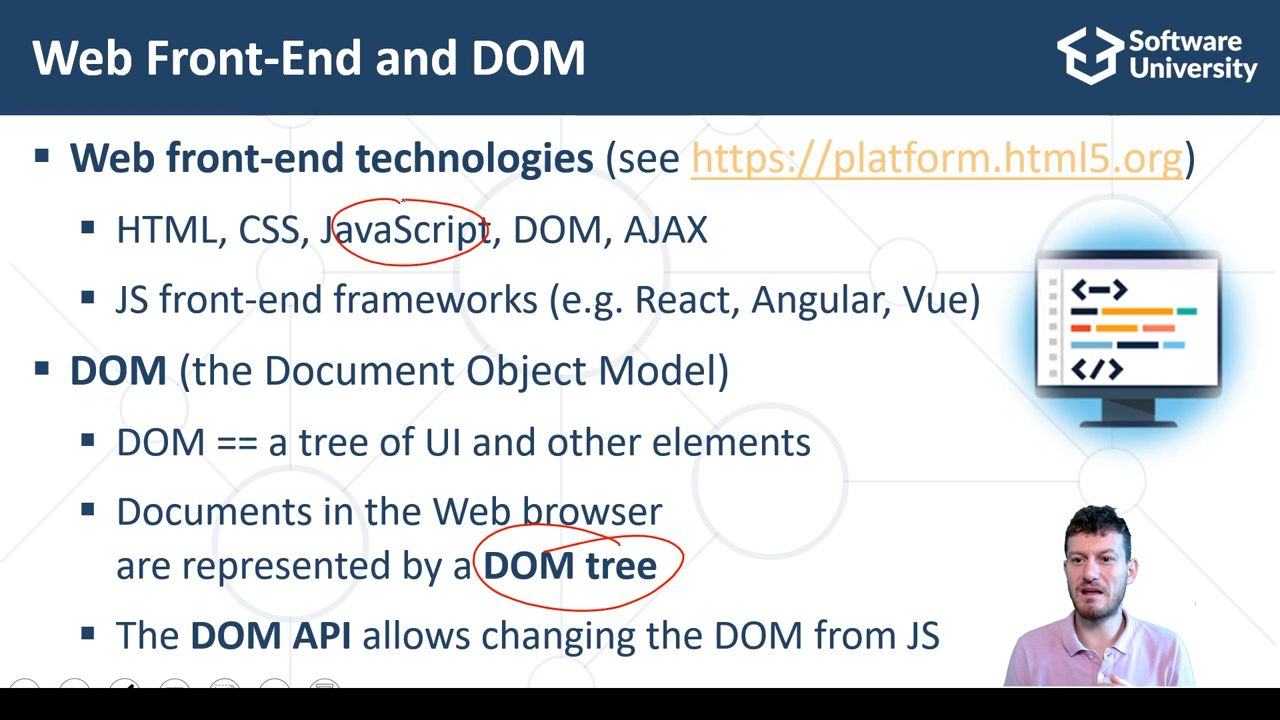 Web Front-End and DOM
Software
University
▪ Web front-end technologies (see https://platform.html5.org)
▪ HTML, CSS, JavaScript, DOM, AJAX
▪ JS front-end frameworks (e.g. React, Angular, Vue)
▪ DOM (the Document Object Model)
▪ DOM == a tree of UI and other elements
▪ Documents in the Web browser
are represented by a DOM tree
▪ The DOM API allows changing the DOM from JS